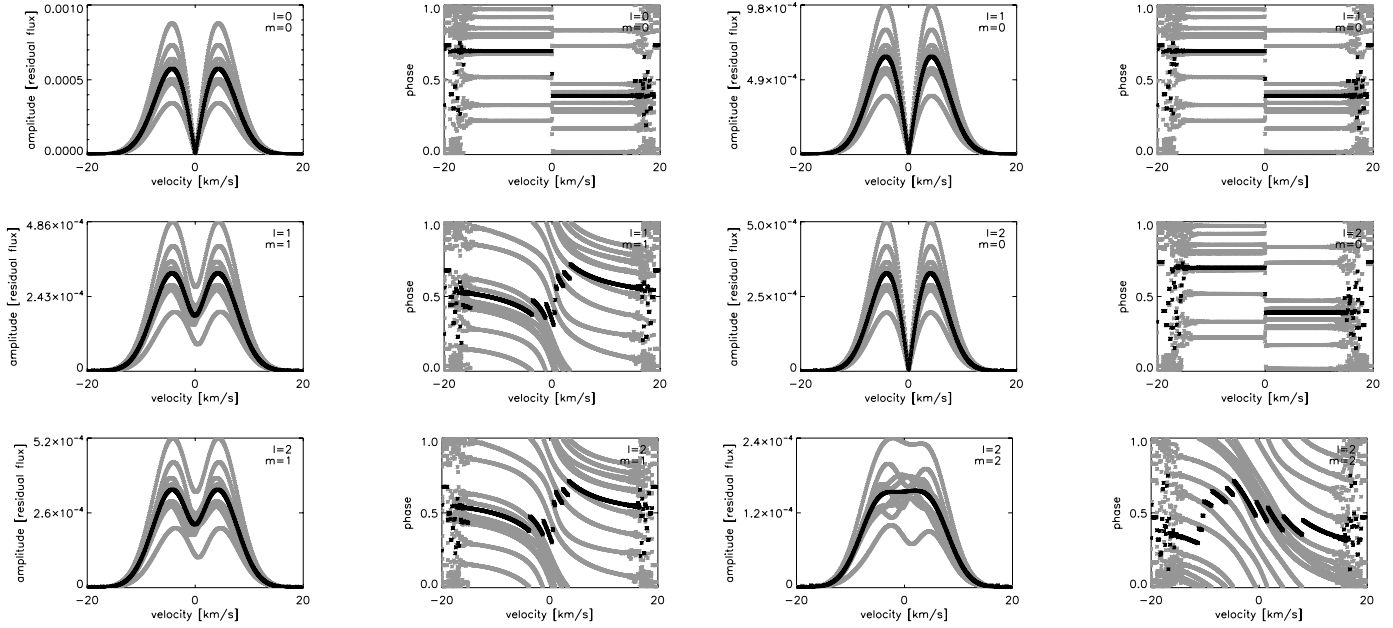 0.0010
l=0
m=0
0.0005
0.0000
amplitude [residual flux]
−20 0 20
velocity [km/s]
1.0
l=0
m=0
0.5
0.0
phase
−20 0 20
velocity [km/s]
9.8×10−4
l=1
m=0
4.9×10−4
0
amplitude [residual flux]
−20 0 20
velocity [km/s]
1.0
l=1
m=0
0.5
0.0
phase
−20 0 20
velocity [km/s]
4.86×10−4
l=1
m=1
2.43×10−4
0
amplitude [residual flux]
−20 0 20
velocity [km/s]
1.0
l=1
m=1
0.5
0.0
phase
−20 0 20
velocity [km/s]
5.0×10−4
l=2
m=0
2.5×10−4
0
amplitude [residual flux]
−20 0 20
velocity [km/s]
1.0
l=2
m=0
0.5
0.0
phase
−20 0 20
velocity [km/s]
5.2×10−4
l=2
m=1
2.6×10−4
0
amplitude [residual flux]
−20 0 20
velocity [km/s]
1.0
l=2
m=1
0.5
0.0
phase
−20 0 20
velocity [km/s]
2.4×10−4
l=2
m=2
1.2×10−4
0
amplitude [residual flux]
−20 0 20
velocity [km/s]
1.0
l=2
m=2
0.5
0.0
phase
−20 0 20
velocity [km/s]